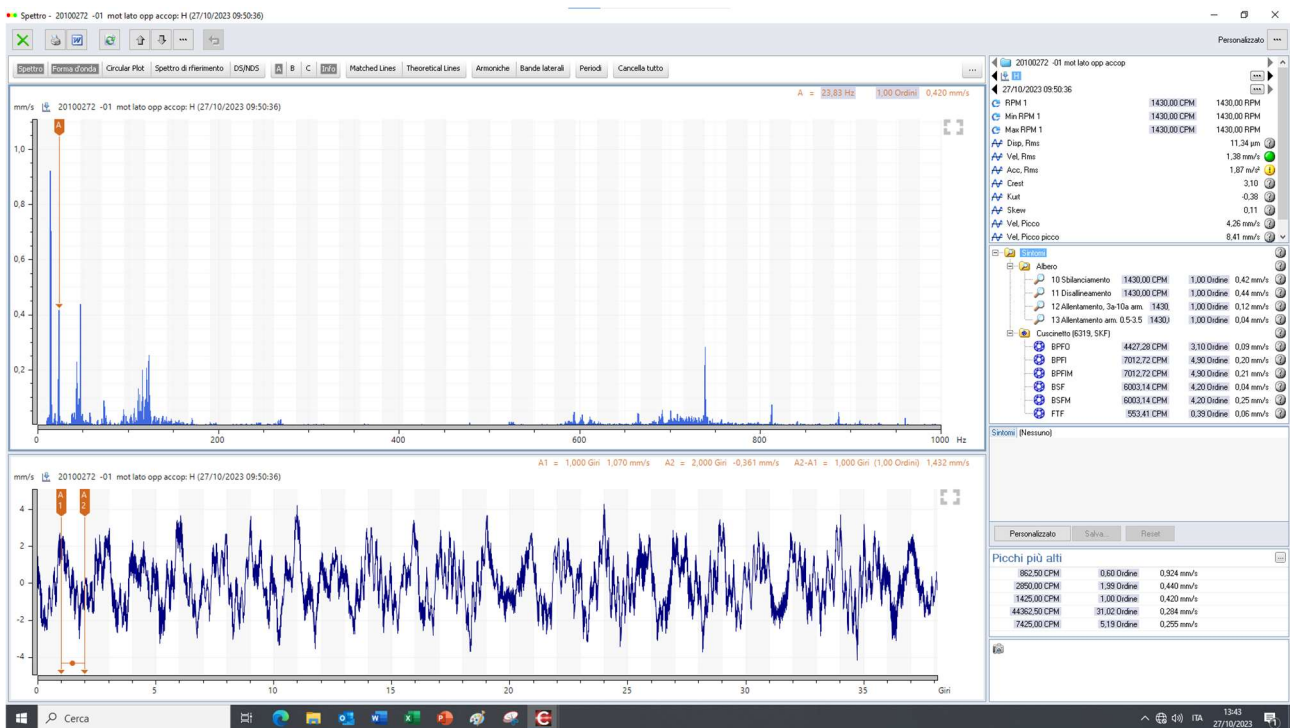 Spettro - 20100272 -01 mot lato opp accop: H (27/10/2023 09:50:36)
Personalizzato
Spettro Forma d'onda Circular Plot Spettro di rferimento DS/NDS A B C Info Matched Lines Theoretical Lines Armoniche Bande laterali Periodi Cancella tutto ...
A = 23,83 Hz 1,00 Ordini 0,420 mm/s
mm/s 20100272 -01 mot lato opp accop: H (27/10/2023 09:50:36)
A
1,0
0,8
0,6
0,4
0,2
0 200 400 600 800 1000 Hz
A1 = 1,000 Giri 1,070 mm/s A2 = 2,000 Giri -0,361 mm/s A2-A1 = 1,000 Giri (1,00 Ordini) 1,432 mm/s
mm/s 20100272 -01 mot lato opp accop: H (27/10/2023 09:50:36)
A A
1 2
4
2
0
-2
-4
0 5 10 15 20 25 30 35 Giri
20100272 -01 mot lato opp accop
H
27/10/2023 09:50:36
RPM 1 1430,00 CPM 1430,00 RPM
Min RPM 1 1430,00 CPM 1430,00 RPM
Max RPM 1 1430,00 CPM 1430,00 RPM
Disp, Rms 11,34 µm
Vel, Rms 1,38 mm/s
Acc, Rms 1,87 m/s²
Crest 3,10
Kurt -0,38
Skew 0,11
Vel, Picco 4,26 mm/s
Vel, Picco picco 8,41 mm/s
Sintomi
Albero
10 Sbilanciamento 1430,00 CPM 1,00 Ordine 0,42 mm/s
11 Disallineamento 1430,00 CPM 1,00 Ordine 0,44 mm/s
12 Allentamento, 3a-10a arm. 1430, 1,00 Ordine 0,12 mm/s
13 Allentamento arm. 0.5-3.5 1430,( 1,00 Ordine 0,04 mm/s
Cuscinetto (6319, SKF)
BPFO 4427,28 CPM 3,10 Ordine 0,09 mm/s
BPFI 7012,72 CPM 4,90 Ordine 0,20 mm/s
BPFIM 7012,72 CPM 4,90 Ordine 0,21 mm/s
BSF 6003,14 CPM 4,20 Ordine 0,04 mm/s
BSFM 6003,14 CPM 4,20 Ordine 0,25 mm/s
FTF 553,41 CPM 0,39 Ordine 0,06 mm/s
Sintomi (Nessuno)
Personalizzato Salva... Reset
Picchi più alti
862,50 CPM 0,60 Ordine 0,924 mm/s
2850,00 CPM 1,99 Ordine 0,440 mm/s
1425,00 CPM 1,00 Ordine 0,420 mm/s
44362,50 CPM 31,02 Ordine 0,284 mm/s
7425,00 CPM 5,19 Ordine 0,255 mm/s
Cerca
ITA
13:43
27/10/2023